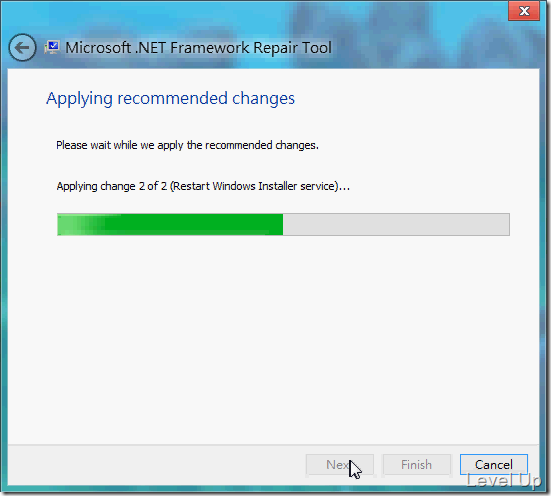 Microsoft .NET Framework Repair Tool
Applying recommended changes
Please wait while we apply the recommended changes.
Applying change 2 of 2 (Restart Windows Installer service)...
Next
Finish
Cancel
Level Up